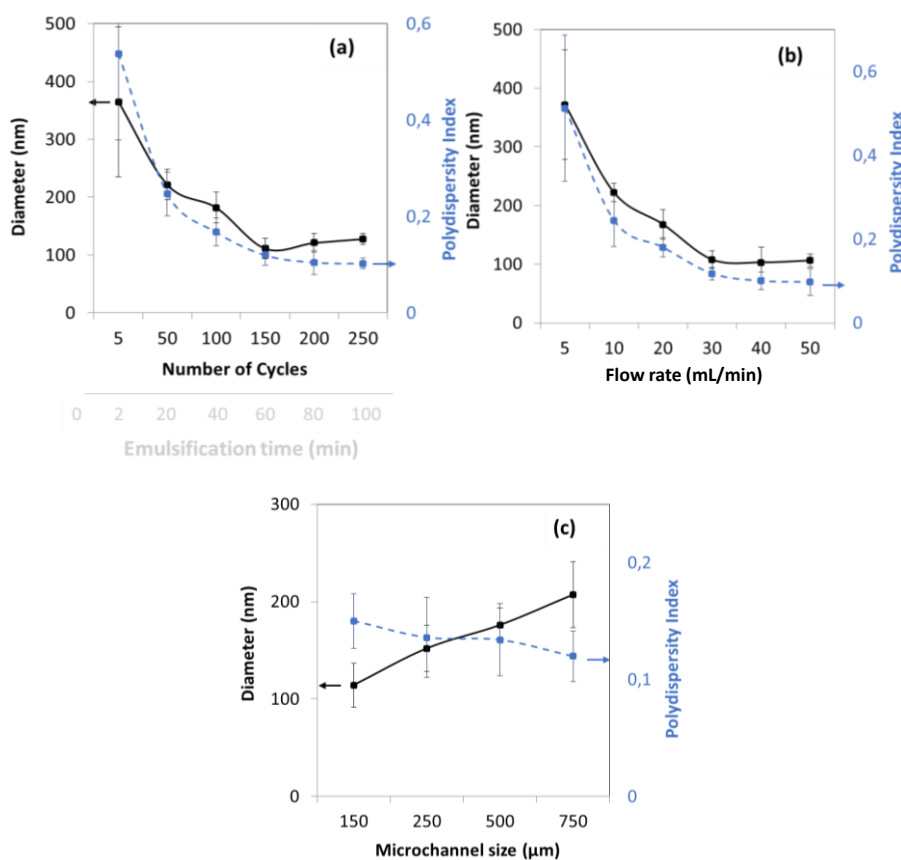 (a)
500
400
300
200
100
0
Diameter (nm)
0,6
0,4
0,2
0
Polydispersity Index
5 50 100 150 200 250
Number of Cycles
0 2 20 40 60 80 100
Emulsification time (min)
(b)
500
400
300
200
100
0
Diameter (nm)
0,6
0,4
0,2
0
Polydispersity Index
5 10 20 30 40 50
Flow rate (mL/min)
(c)
300
200
100
0
Diameter (nm)
0,2
0,1
0
Polydispersity Index
150 250 500 750
Microchannel size (µm)